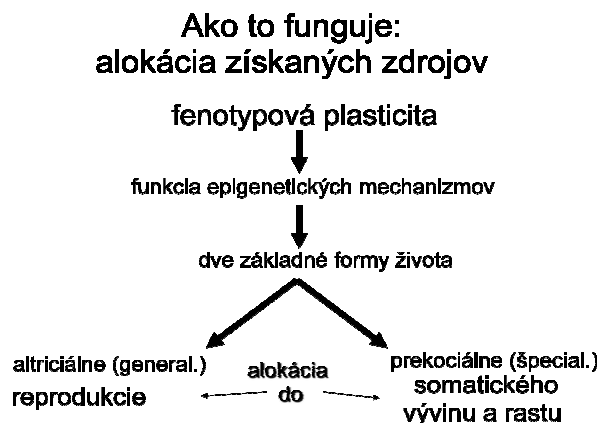 Ako to funguje:
alokácia získaných zdrojov
fenotypová plasticita
funkcia epigenetických mechanizmov
dve základné formy života
altriciálne (general.)
reprodukcie
alokácia
do
prekociálne (špecial.)
somatického
vývinu a rastu